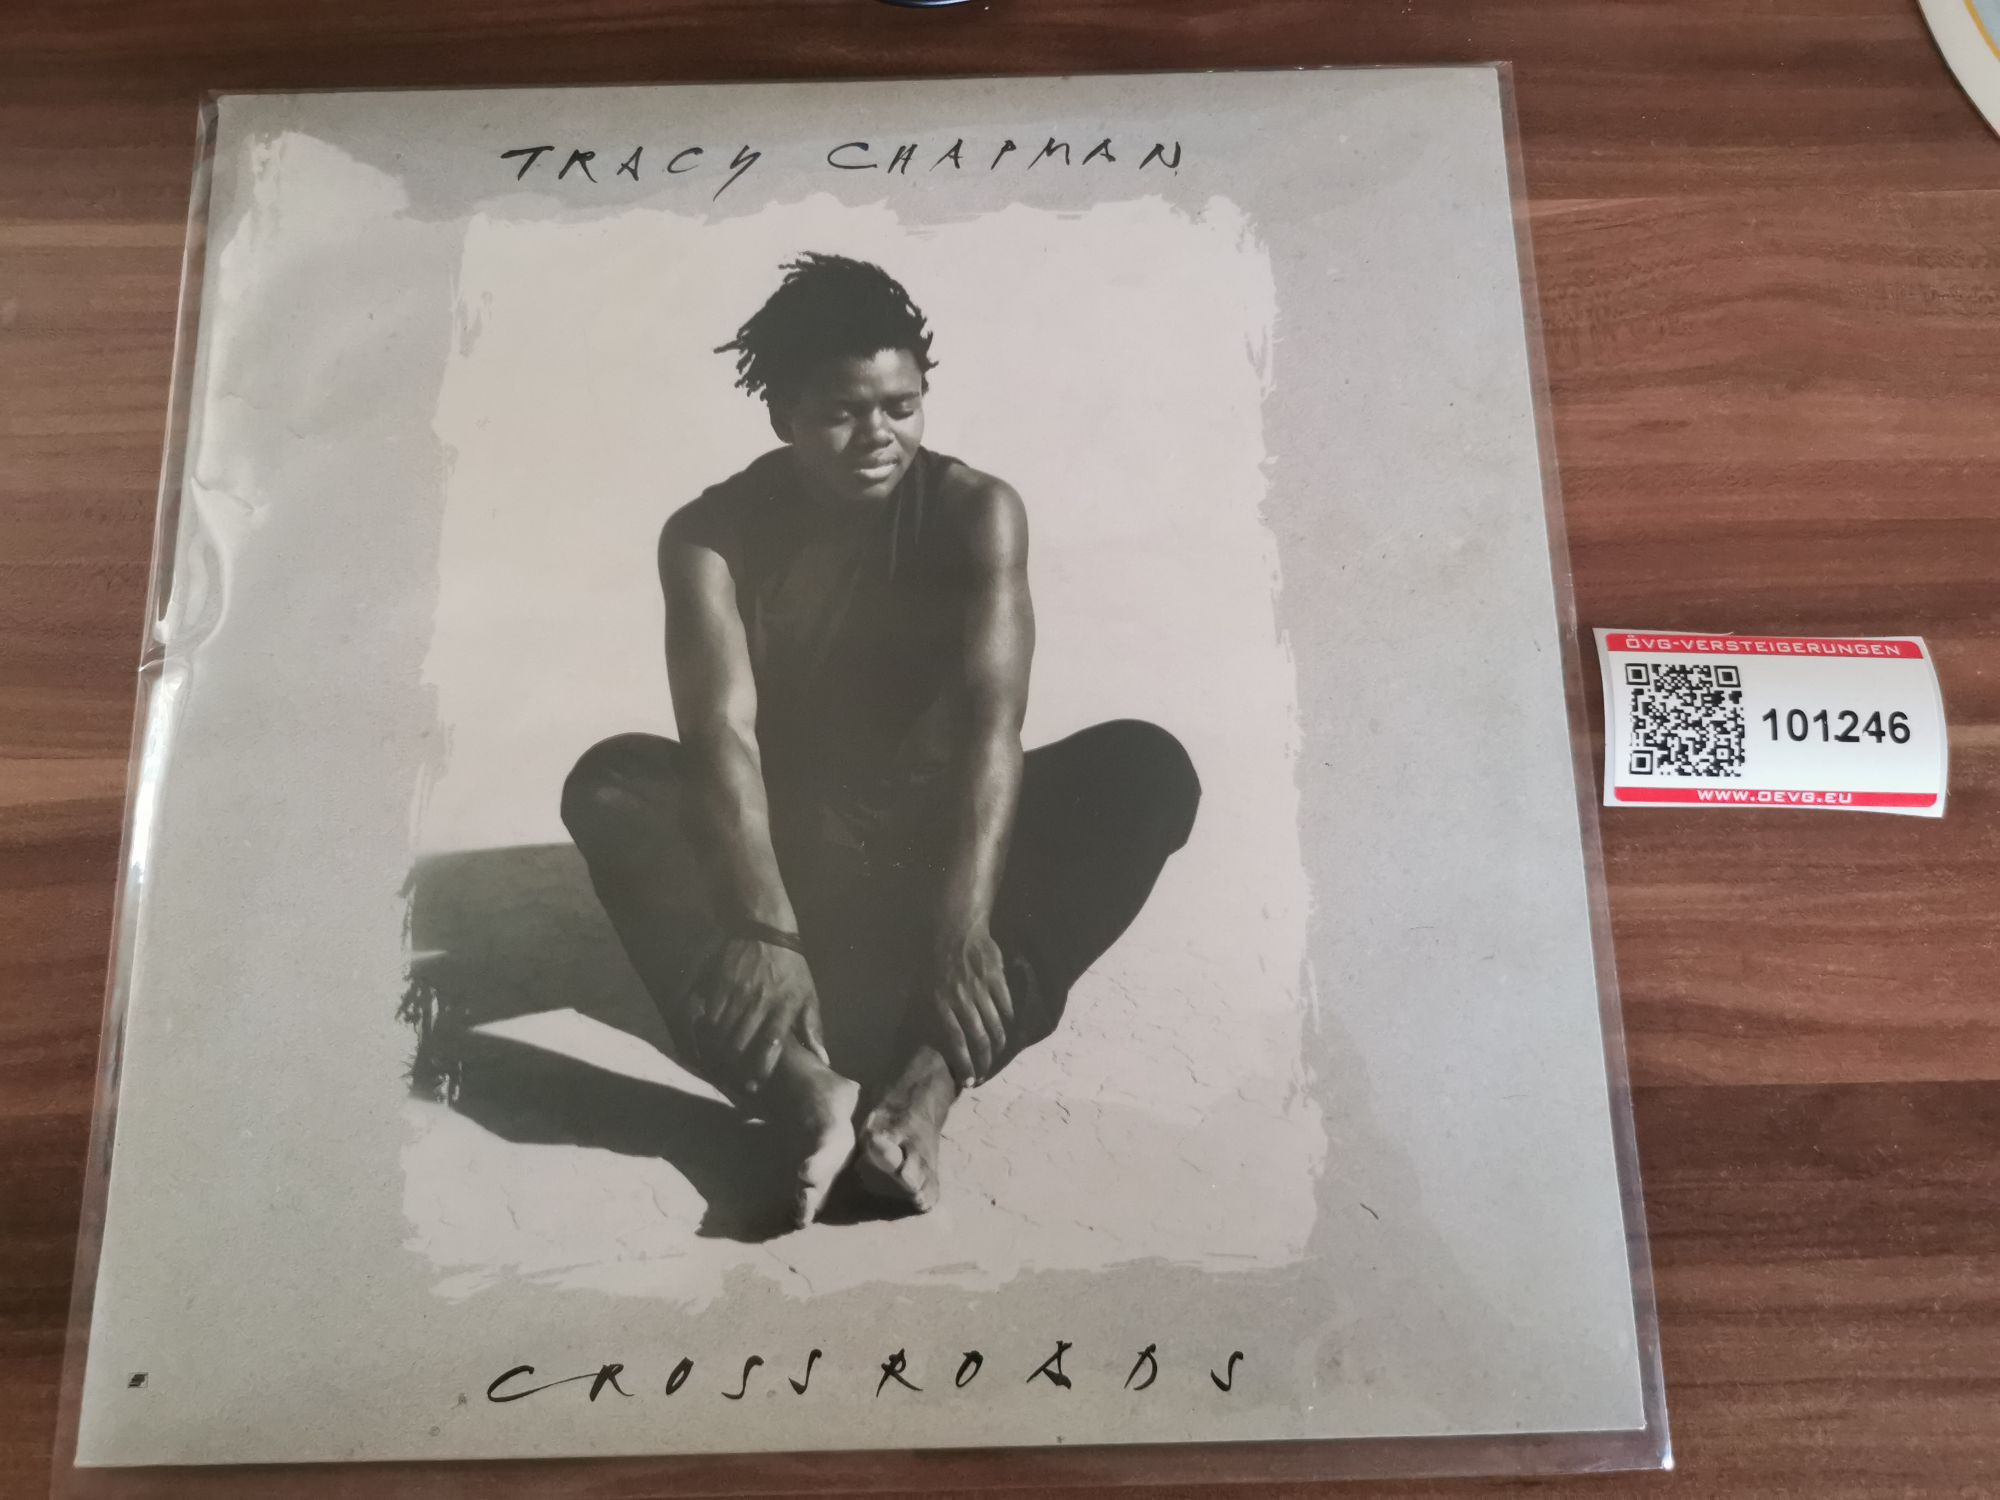 TRACY CHAPMAN
ÖVG-VERSTEIGERUNGEN
101246
WWW.OEVG.EU
CROSSROADS